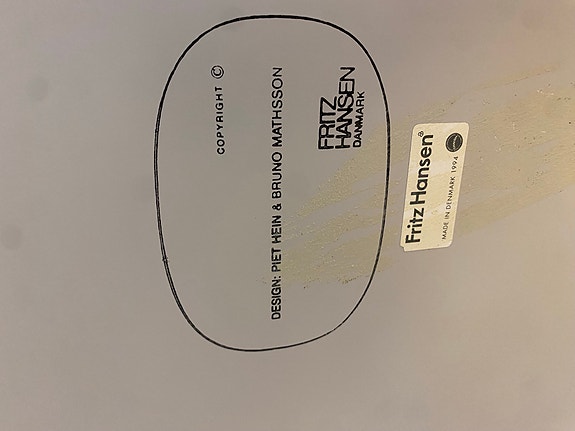 COPYRIGHT ©
DESIGN: PIET HEIN & BRUNO MATHSSON
FRITZ
HANSEN
DANMARK
Fritz Hansen®
MADE IN DENMARK 1994